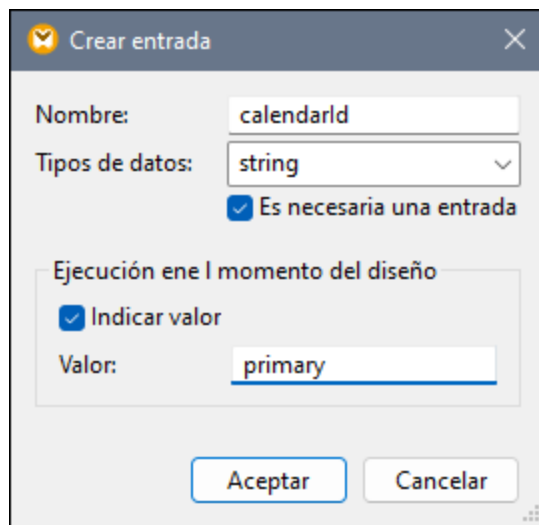 Crear entrada
Nombre: calendarId
Tipos de datos: string
Es necesaria una entrada
Ejecución ene l momento del diseño
Indicar valor
Valor: primary
Aceptar Cancelar